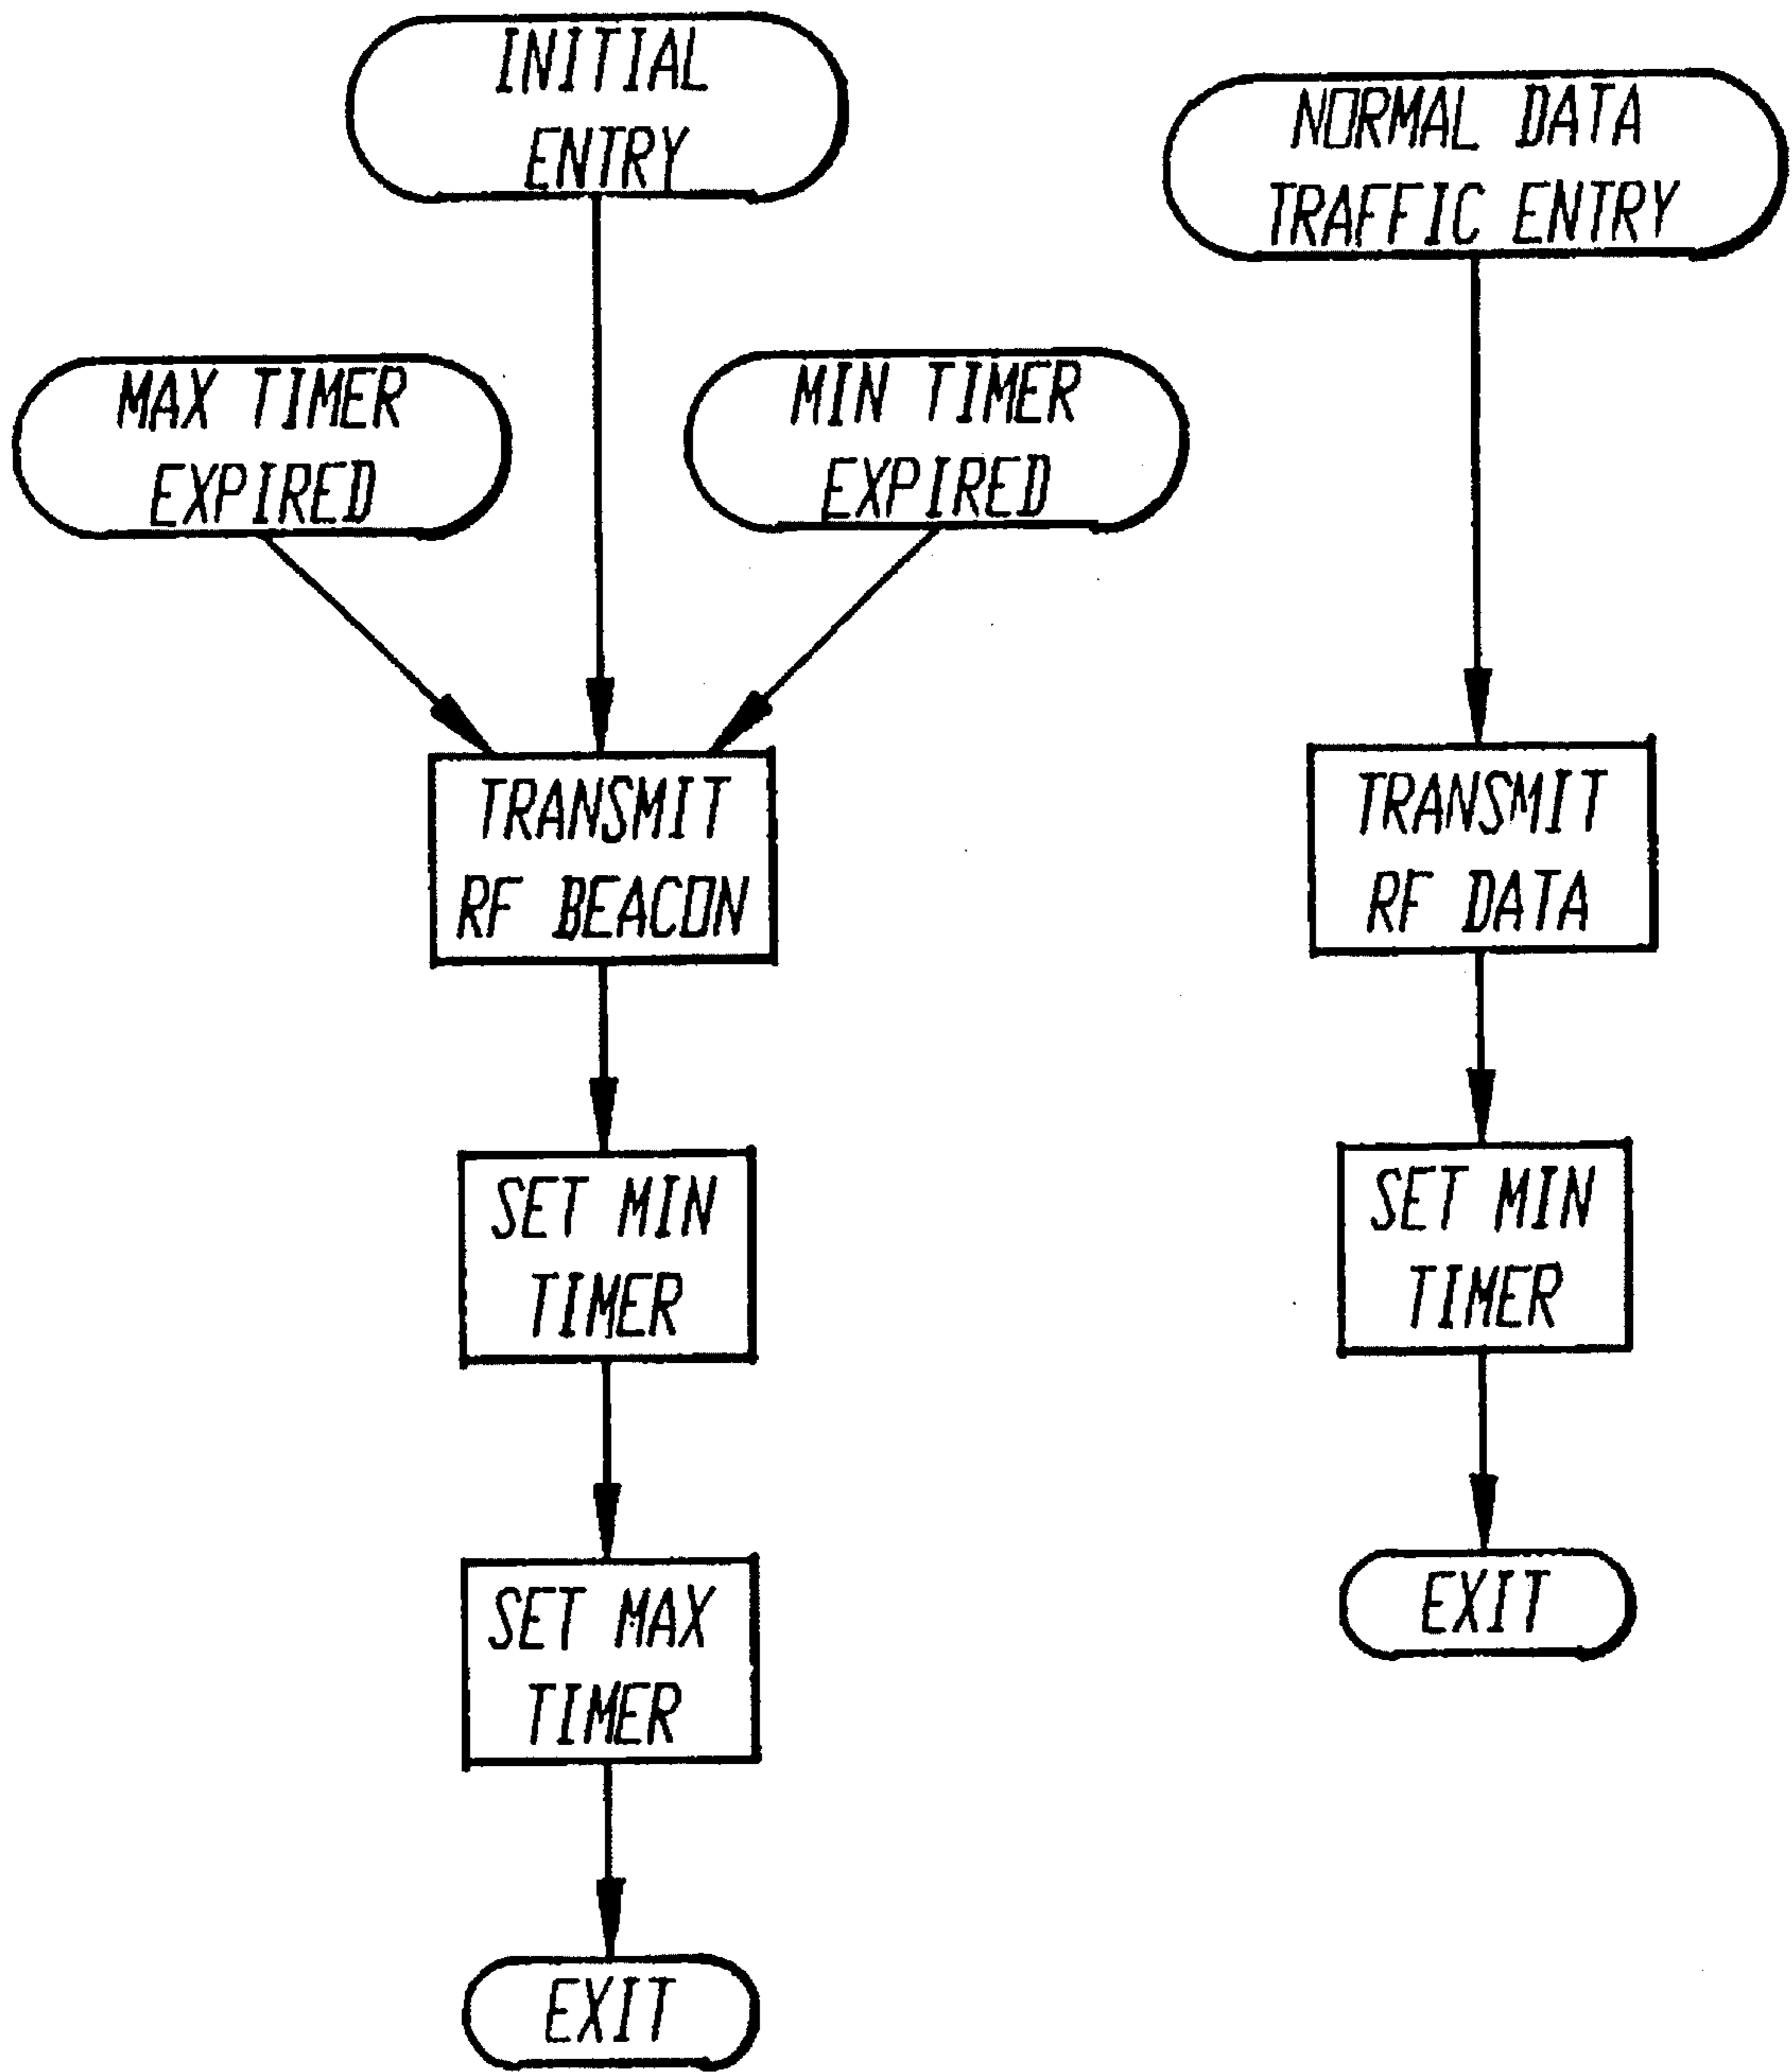 INITIAL
ENTRY
NORMAL DATA
TRAFFIC ENTRY
MAX TIMER
EXPIRED
MIN TIMER
EXPIRED
TRANSMIT
RF BEACON
TRANSMIT
RF DATA
SET MIN
TIMER
SET MIN
TIMER
SET MAX
TIMER
EXIT
EXIT